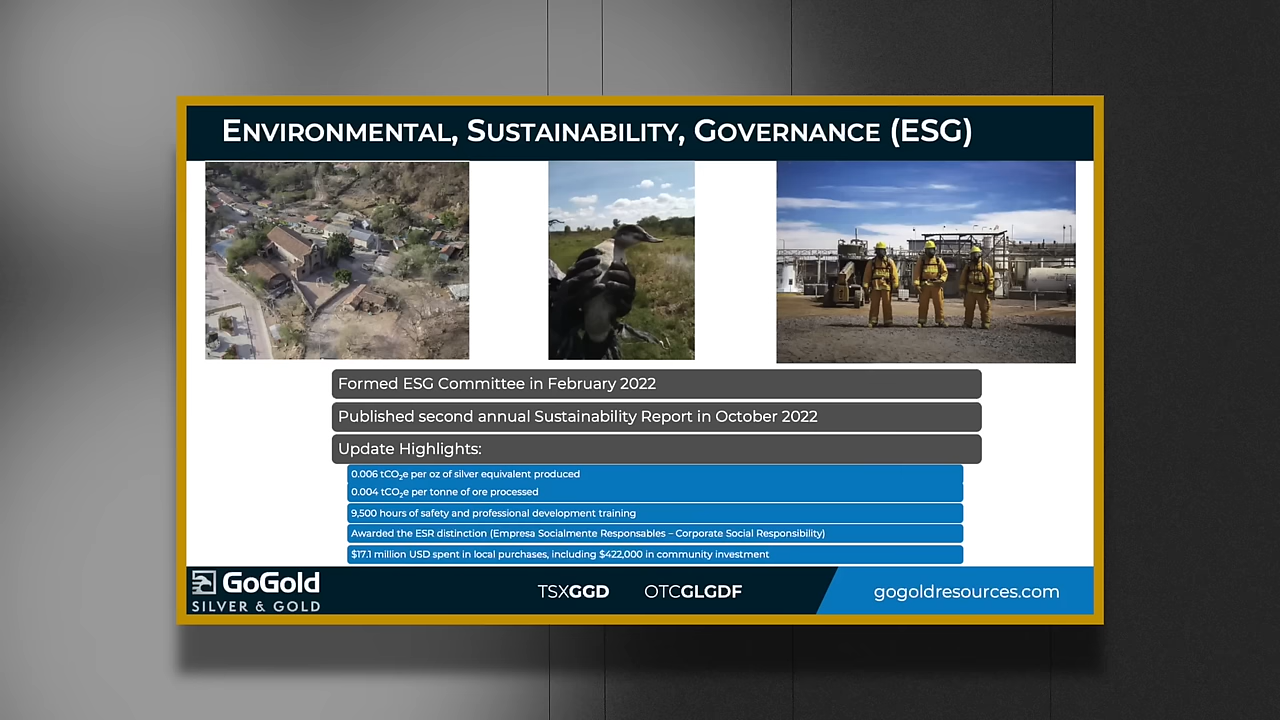 ENVIRONMENTAL, SUSTAINABILITY, GOVERNANCE (ESG)
Formed ESG Committee in February 2022
Published second annual Sustainability Report in October 2022
Update Highlights:
0.006 tCO₂e per oz of silver equivalent produced
0.004 tCO₂e per tonne of ore processed
9,500 hours of safety and professional development training
Awarded the ESR distinction (Empresa Socialmente Responsables – Corporate Social Responsibility)
$17.1 million USD spent in local purchases, including $422,000 in community investment
GoGold
SILVER & GOLD
TSXGGD OTCGLGDF
gogoldresources.com